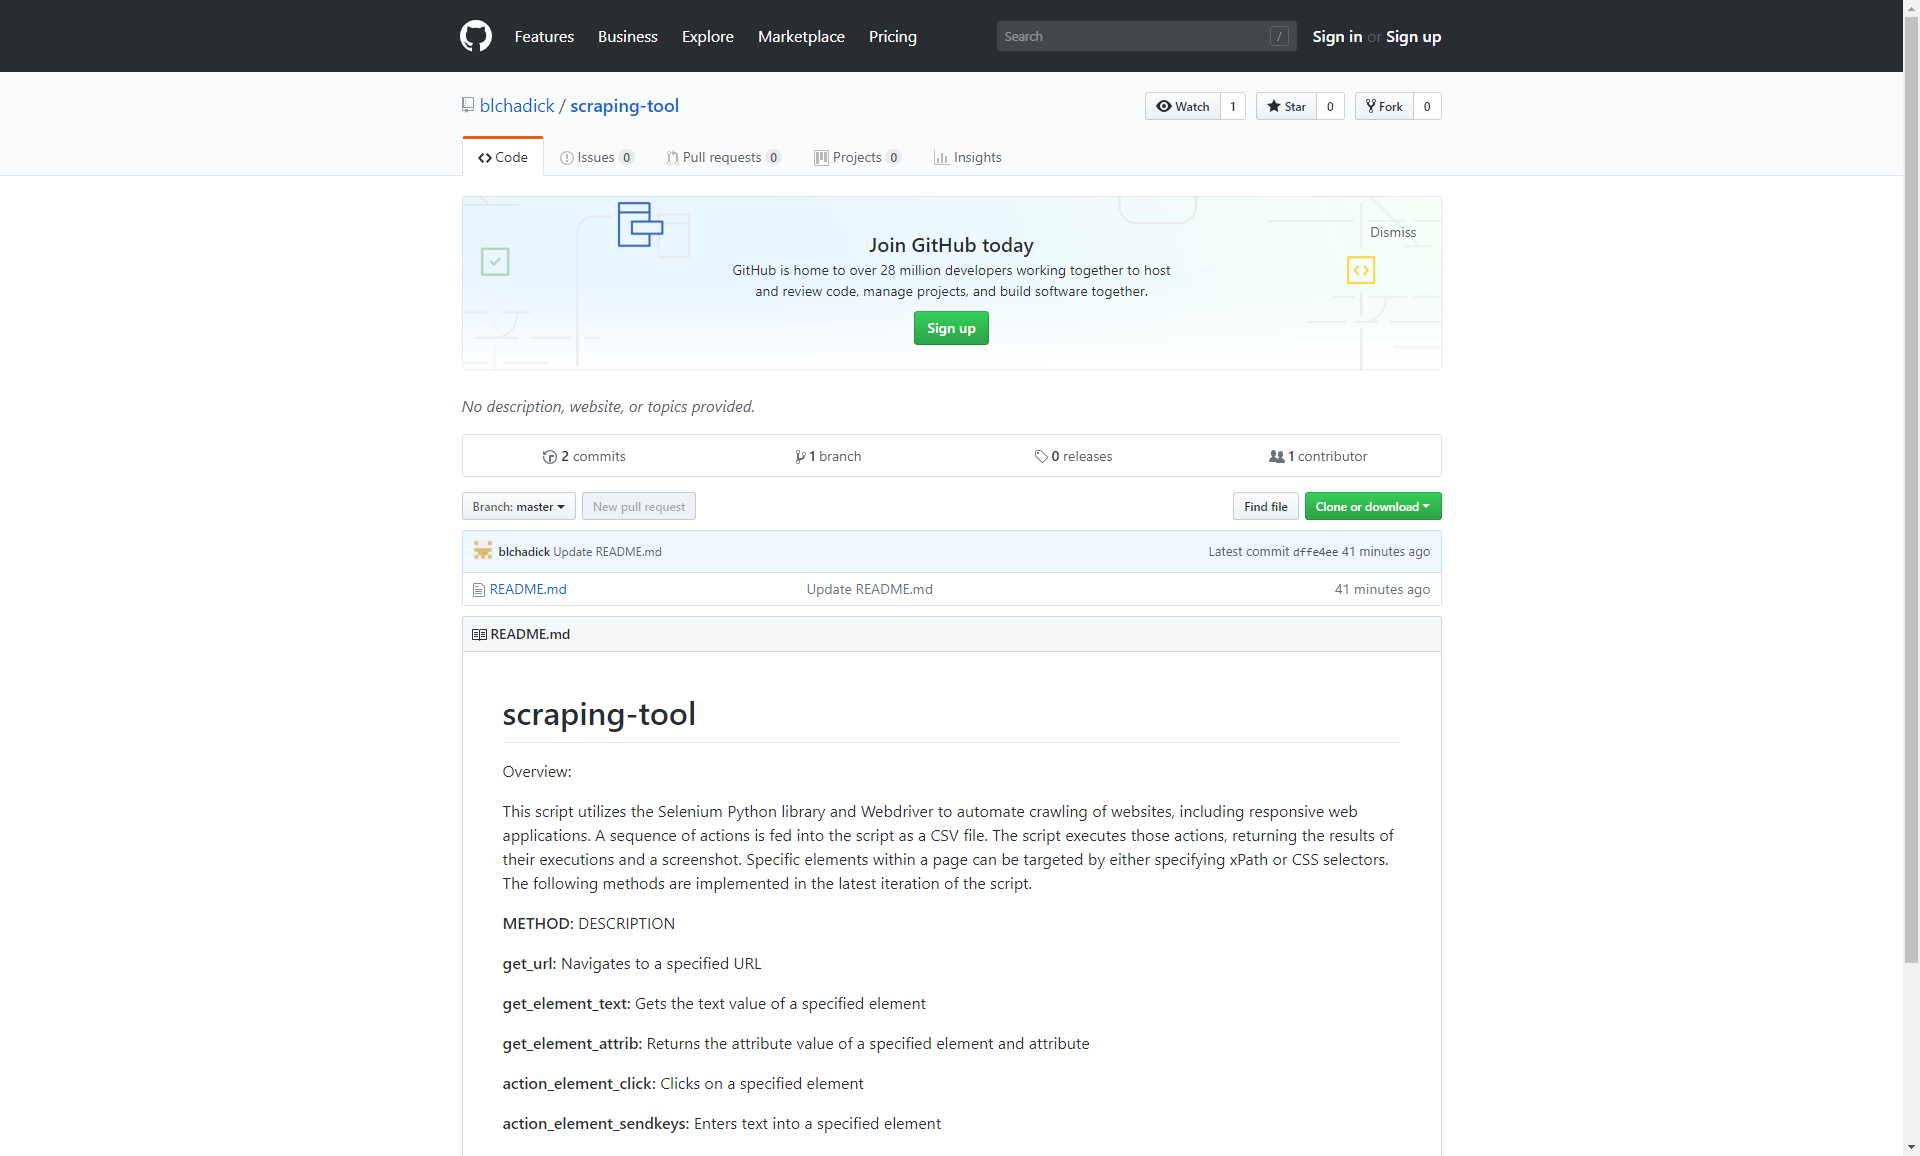 Features Business Explore Marketplace Pricing Search / Sign in or Sign up
blchadick / scraping-tool Watch 1 Star 0 Fork 0
Code Issues 0 Pull requests 0 Projects 0 Insights
Dismiss
Join GitHub today
GitHub is home to over 28 million developers working together to host
and review code, manage projects, and build software together.
Sign up
No description, website, or topics provided.
2 commits 1 branch 0 releases 1 contributor
Branch: master New pull request Find file Clone or download
blchadick Update README.md Latest commit dffe4ee 41 minutes ago
README.md Update README.md 41 minutes ago
README.md
scraping-tool
Overview:
This script utilizes the Selenium Python library and Webdriver to automate crawling of websites, including responsive web
applications. A sequence of actions is fed into the script as a CSV file. The script executes those actions, returning the results of
their executions and a screenshot. Specific elements within a page can be targeted by either specifying xPath or CSS selectors.
The following methods are implemented in the latest iteration of the script.
METHOD: DESCRIPTION
get_url: Navigates to a specified URL
get_element_text: Gets the text value of a specified element
get_element_attrib: Returns the attribute value of a specified element and attribute
action_element_click: Clicks on a specified element
action_element_sendkeys: Enters text into a specified element